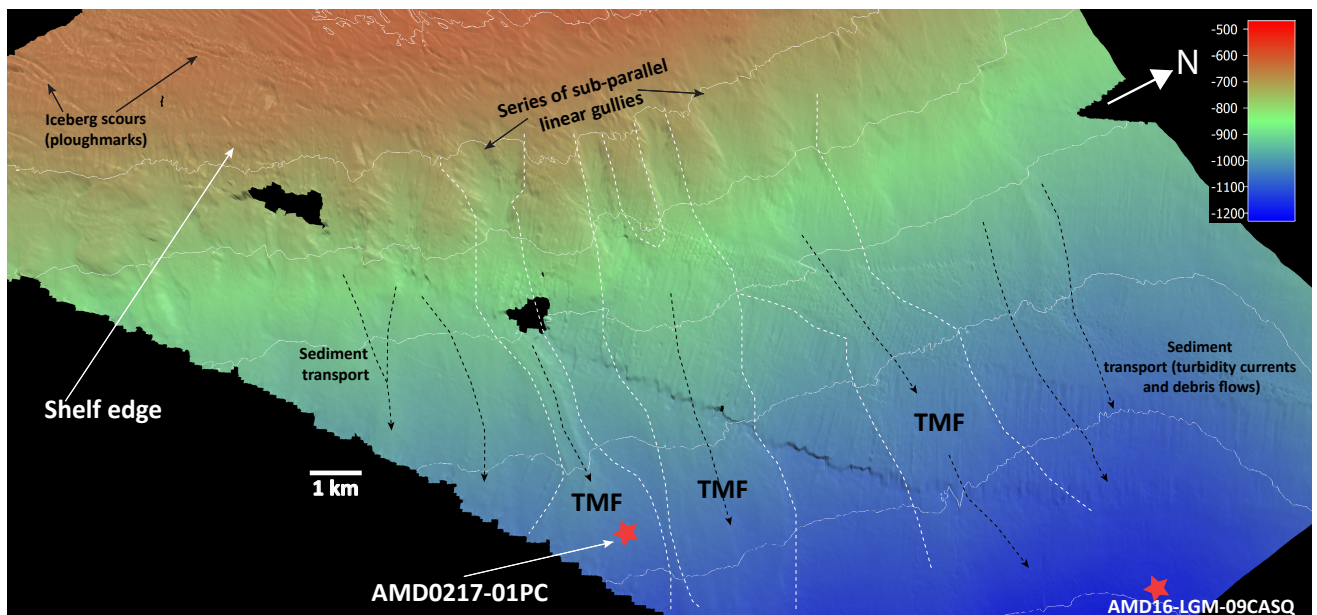 -500
-600
-700
-800
-900
-1000
-1100
-1200
N
Series of sub-parallel
linear gullies
Iceberg scours
(ploughmarks)
Sediment
transport
Sediment
transport (turbidity currents
and debris flows)
Shelf edge
TMF
1 km
TMF
TMF
AMD0217-01PC
AMD16-LGM-09CASQ